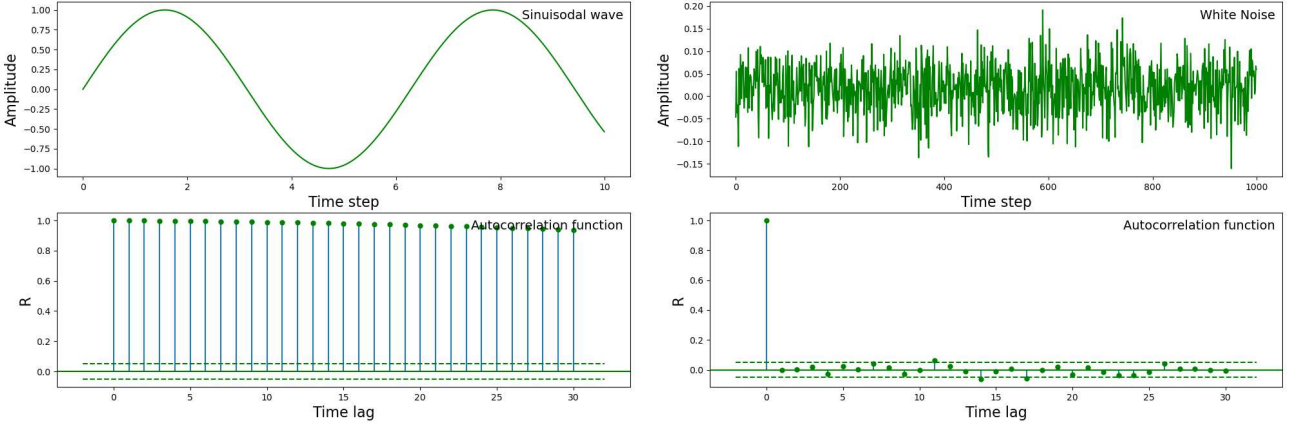 Sinuisodal wave
Amplitude
1.00
0.75
0.50
0.25
0.00
−0.25
−0.50
−0.75
−1.00
0 2 4 6 8 10
Time step
White Noise
Amplitude
0.20
0.15
0.10
0.05
0.00
−0.05
−0.10
−0.15
0 200 400 600 800 1000
Time step
Autocorrelation function
R
1.0
0.8
0.6
0.4
0.2
0.0
0 5 10 15 20 25 30
Time lag
Autocorrelation function
R
1.0
0.8
0.6
0.4
0.2
0.0
0 5 10 15 20 25 30
Time lag